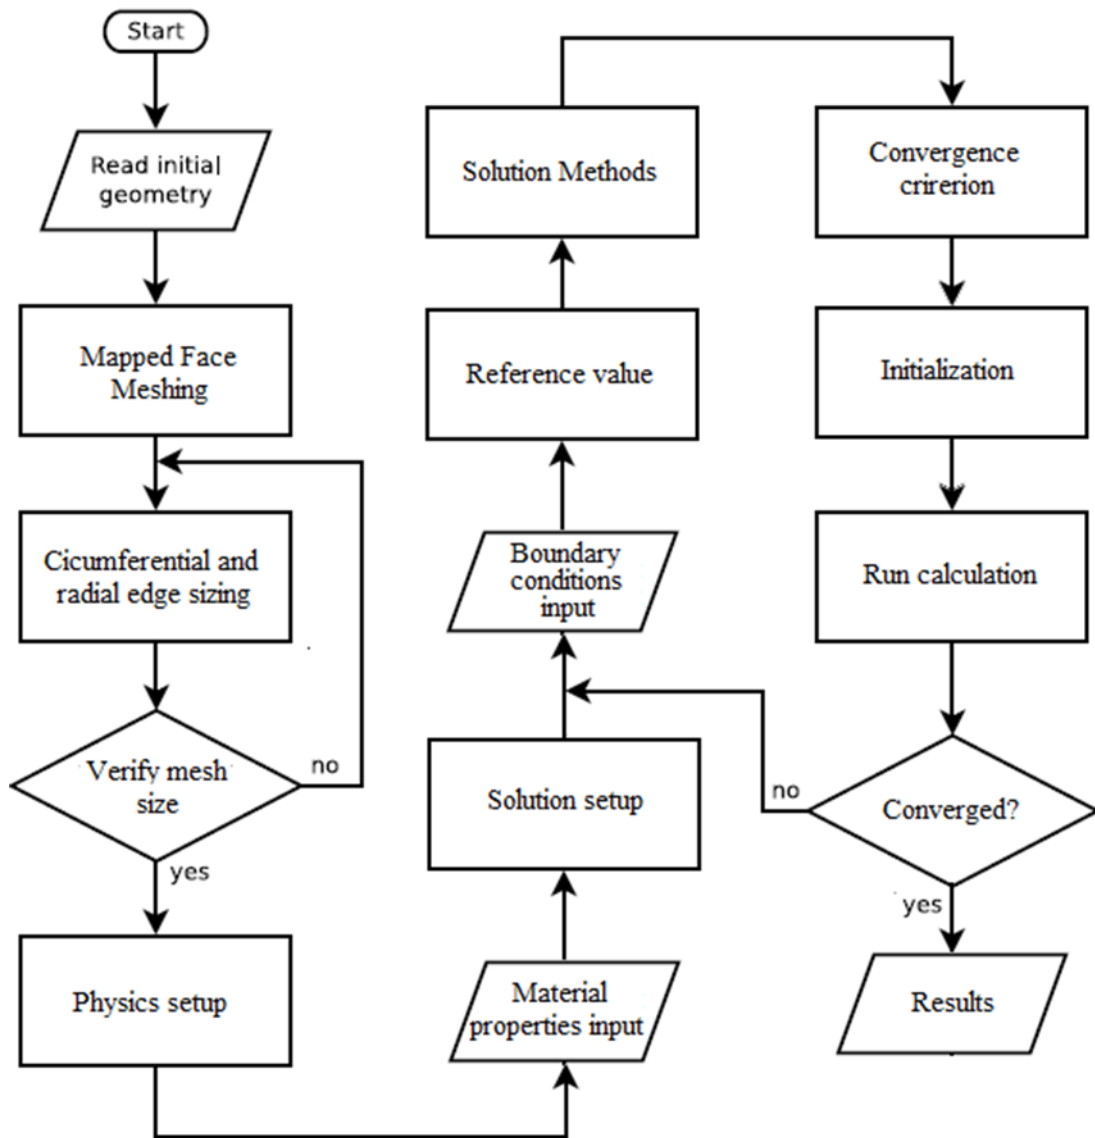 Start
Read initial
geometry
Mapped Face
Meshing
Cicumferential and
radial edge sizing
Verify mesh
size
no
yes
Physics setup
Material
properties input
Solution setup
Boundary
conditions
input
Reference value
Solution Methods
Convergence
crirerion
Initialization
Run calculation
Converged?
no
yes
Results